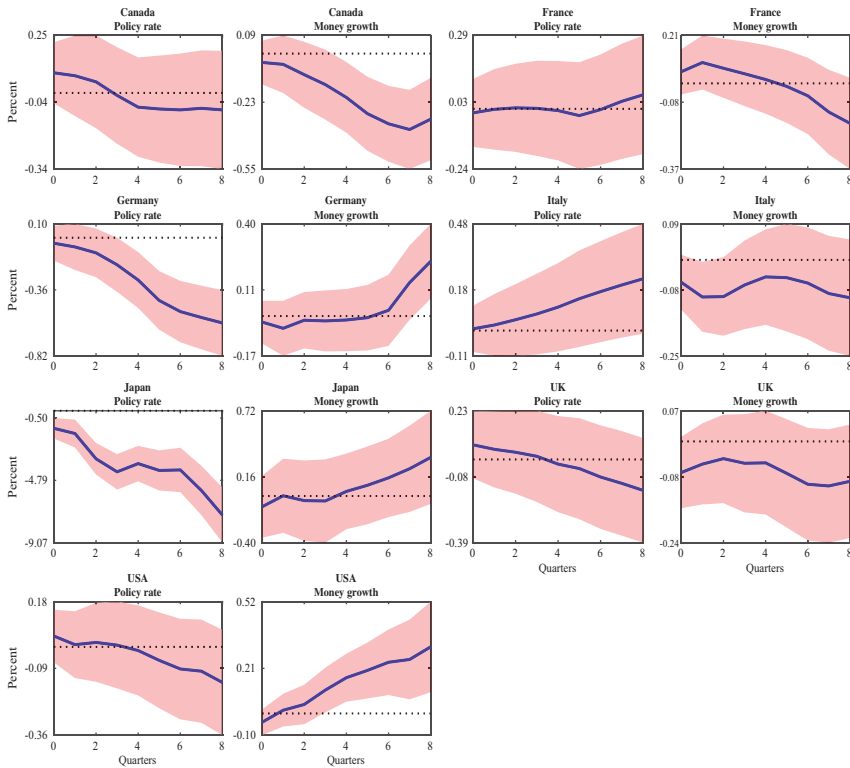 Canada
Policy rate
Canada
Money growth
France
Policy rate
France
Money growth
Percent
0.25
-0.04
-0.34
0 2 4 6 8
0.09
-0.23
-0.55
0 2 4 6 8
0.29
0.03
-0.24
0 2 4 6 8
0.21
-0.08
-0.37
0 2 4 6 8
Germany
Policy rate
Germany
Money growth
Italy
Policy rate
Italy
Money growth
Percent
0.10
-0.36
-0.82
0 2 4 6 8
0.40
0.11
-0.17
0 2 4 6 8
0.48
0.18
-0.11
0 2 4 6 8
0.09
-0.08
-0.25
0 2 4 6 8
Japan
Policy rate
Japan
Money growth
UK
Policy rate
UK
Money growth
Percent
-0.50
-4.79
-9.07
0 2 4 6 8
0.72
0.16
-0.40
0 2 4 6 8
0.23
-0.08
-0.39
0 2 4 6 8
Quarters
0.07
-0.08
-0.24
0 2 4 6 8
Quarters
USA
Policy rate
USA
Money growth
Percent
0.18
-0.09
-0.36
0 2 4 6 8
Quarters
0.52
0.21
-0.10
0 2 4 6 8
Quarters